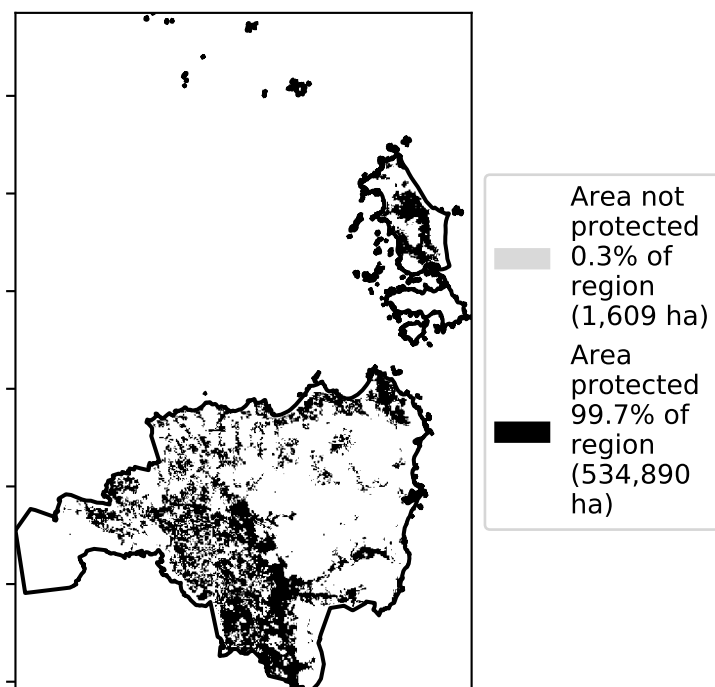 Area not
protected
0.3% of
region
(1,609 ha)
Area
protected
99.7% of
region
(534,890
ha)